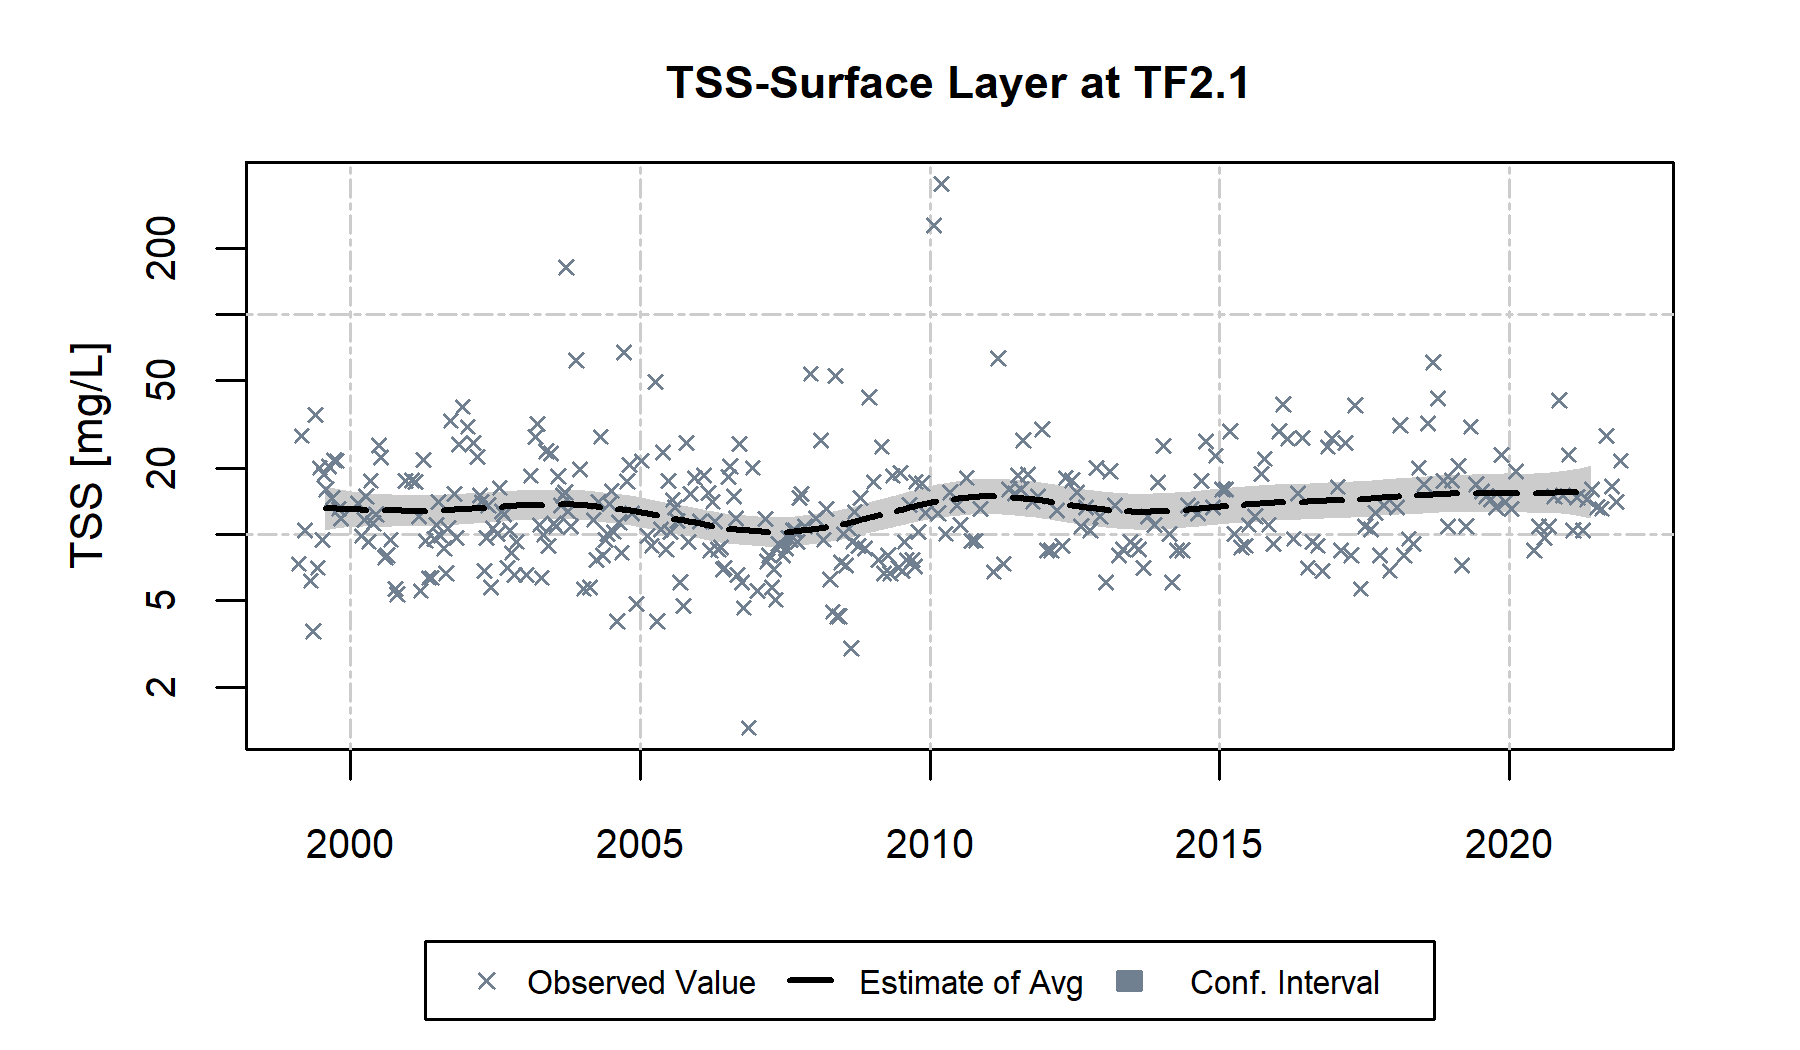 TSS-Surface Layer at TF2.1
TSS [mg/L]
200
50
20
5
2
2000 2005 2010 2015 2020
Observed Value Estimate of Avg Conf. Interval